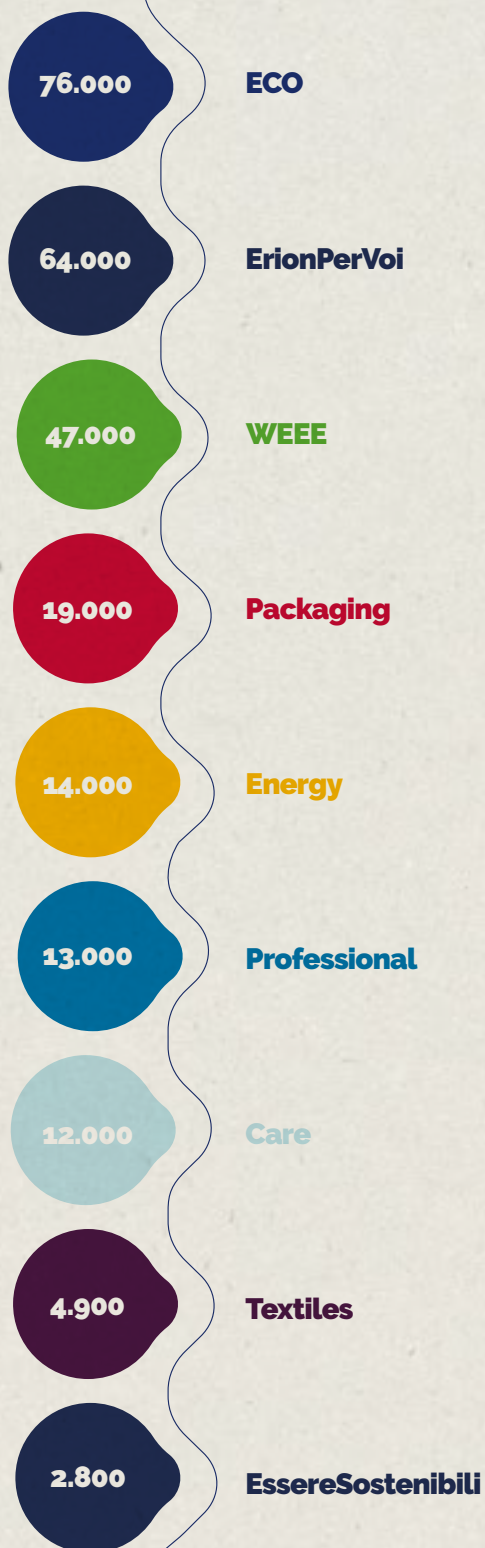 76.000 ECO
64.000 ErionPerVoi
47.000 WEEE
19.000 Packaging
14.000 Energy
13.000 Professional
12.000 Care
4.900 Textiles
2.800 EssereSostenibili